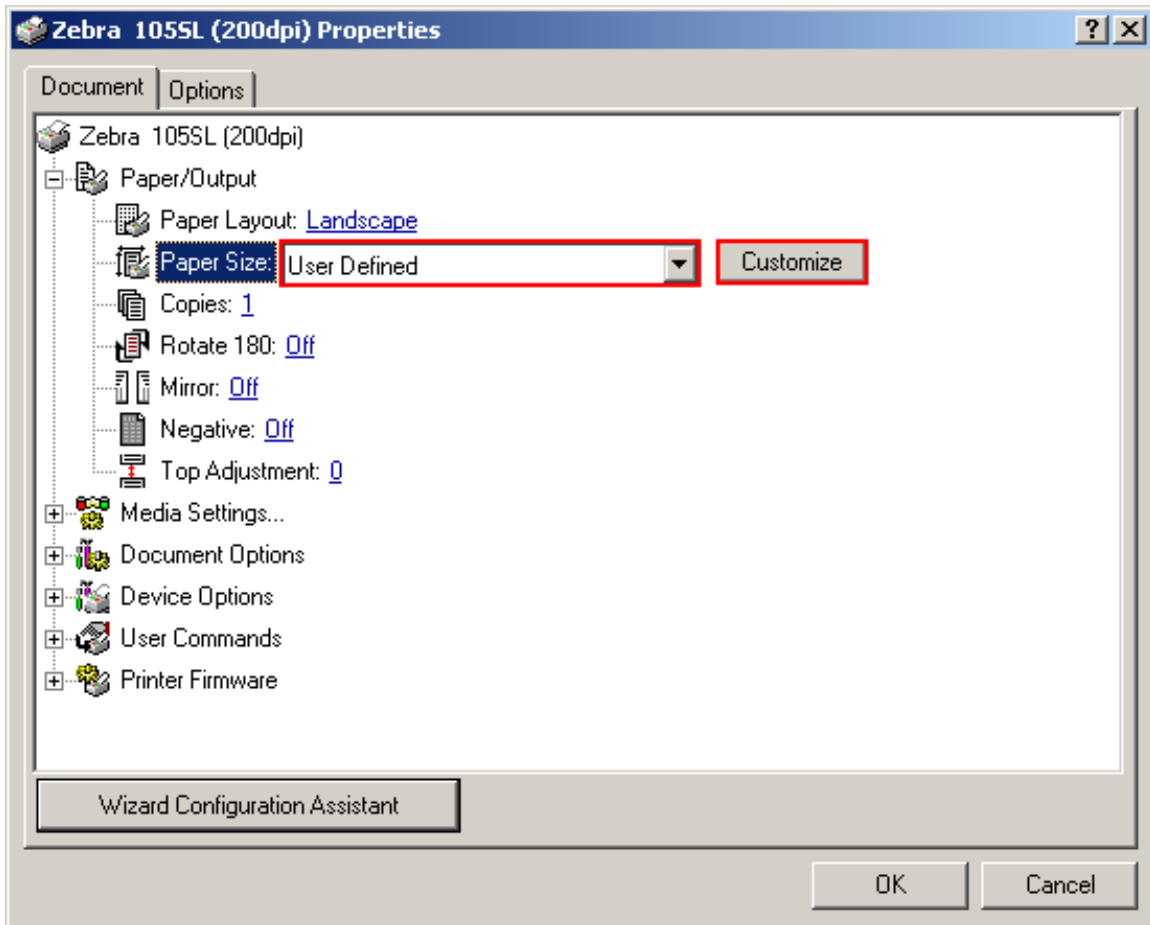 Zebra 105SL (200dpi) Properties
Document Options
Zebra 105SL (200dpi)
Paper/Output
Paper Layout: Landscape
Paper Size: User Defined Customize
Copies: 1
Rotate 180: Off
Mirror: Off
Negative: Off
Top Adjustment: 0
Media Settings...
Document Options
Device Options
User Commands
Printer Firmware
Wizard Configuration Assistant
OK Cancel